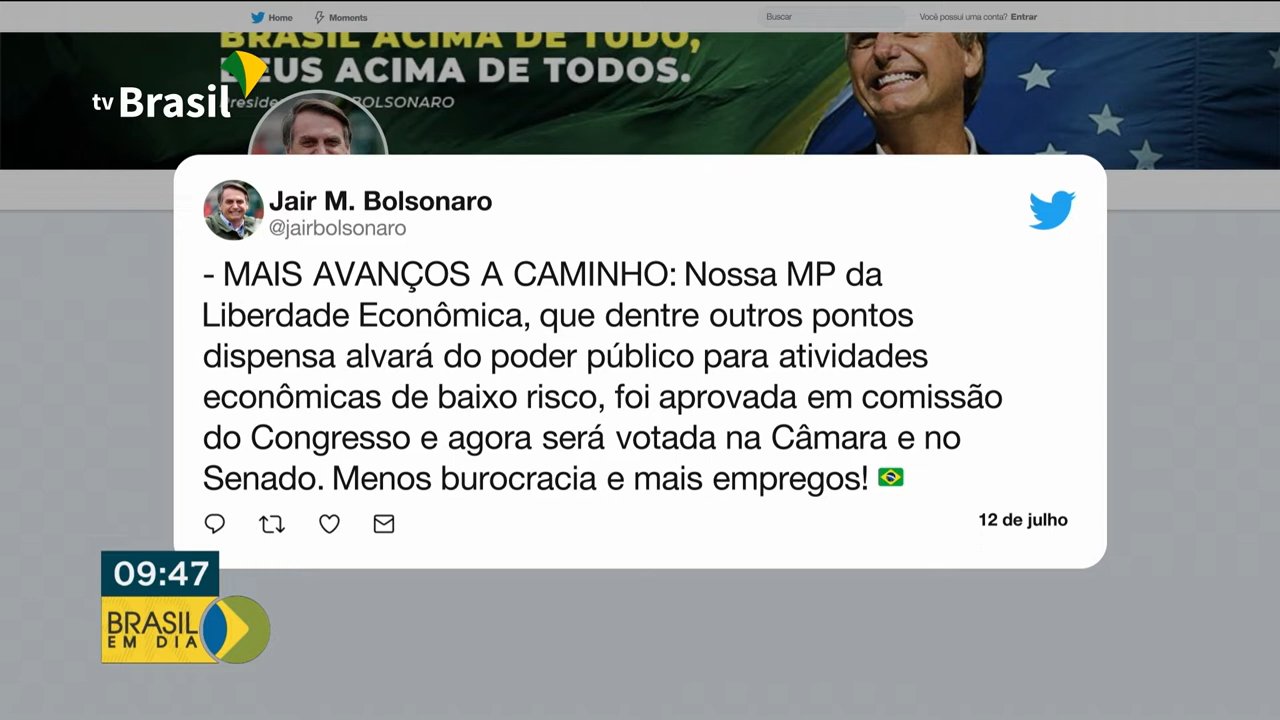 Home Moments Buscar Você possui uma conta? Entrar
BRASIL ACIMA DE TUDO,
DEUS ACIMA DE TODOS.
BOLSONARO
tv Brasil
Jair M. Bolsonaro
@jairbolsonaro
- MAIS AVANÇOS A CAMINHO: Nossa MP da
Liberdade Econômica, que dentre outros pontos
dispensa alvará do poder público para atividades
econômicas de baixo risco, foi aprovada em comissão
do Congresso e agora será votada na Câmara e no
Senado. Menos burocracia e mais empregos! 🇧🇷
12 de julho
09:47
BRASIL
EM DIA